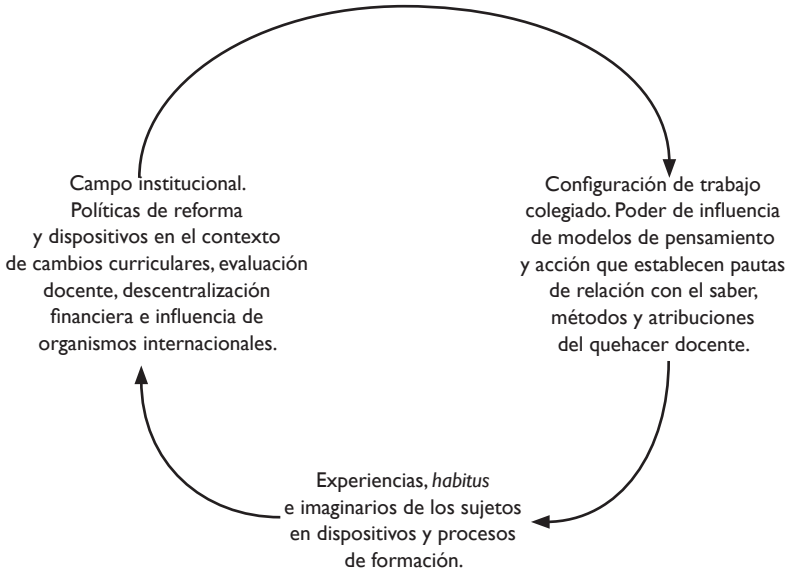 Campo institucional.
Políticas de reforma
y dispositivos en el contexto
de cambios curriculares, evaluación
docente, descentralización
financiera e influencia de
organismos internacionales.
Configuración de trabajo
colegiado. Poder de influencia
de modelos de pensamiento
y acción que establecen pautas
de relación con el saber,
métodos y atribuciones
del quehacer docente.
Experiencias, habitus
e imaginarios de los sujetos
en dispositivos y procesos
de formación.